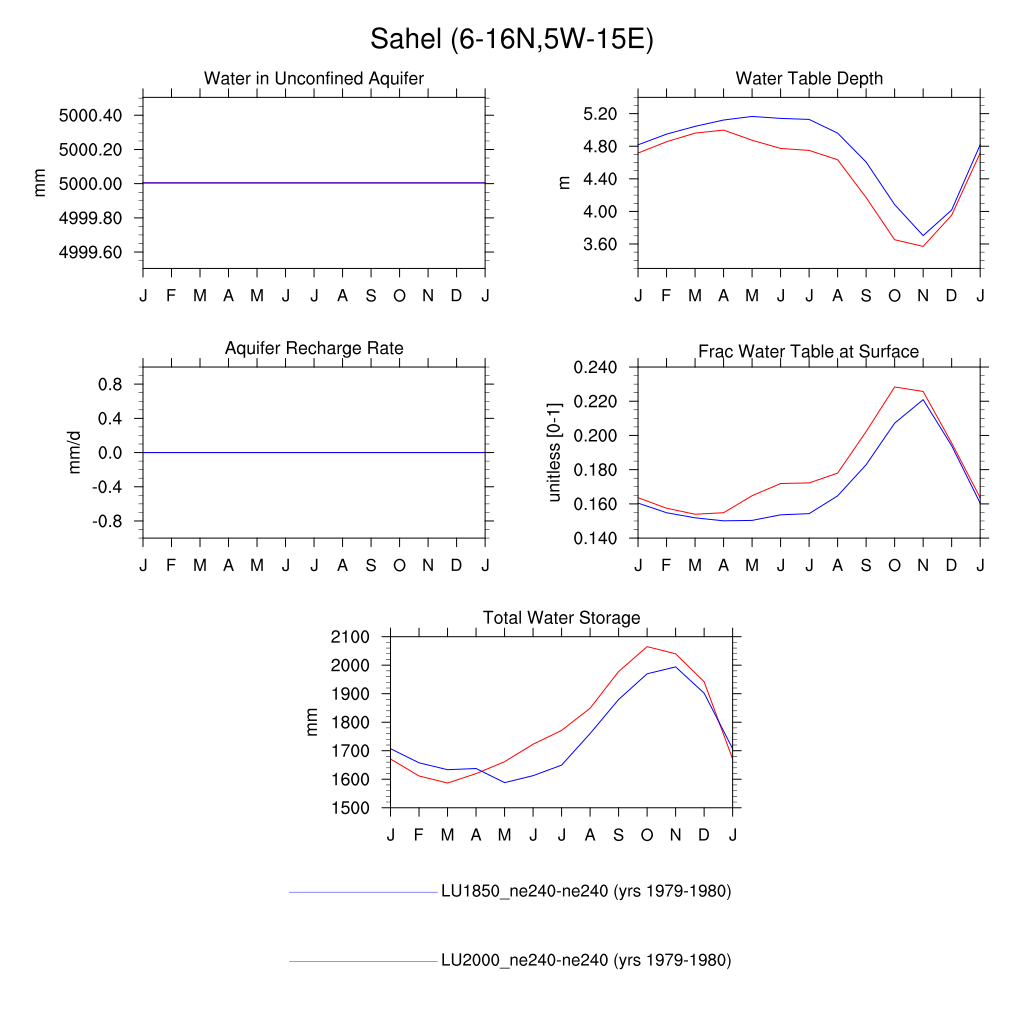 Sahel (6-16N,5W-15E)
Water in Unconfined Aquifer
mm
5000.40
5000.20
5000.00
4999.80
4999.60
J F M A M J J A S O N D J
Water Table Depth
m
5.20
4.80
4.40
4.00
3.60
J F M A M J J A S O N D J
Aquifer Recharge Rate
mm/d
0.8
0.4
0.0
-0.4
-0.8
J F M A M J J A S O N D J
Frac Water Table at Surface
unitless [0-1]
0.240
0.220
0.200
0.180
0.160
0.140
J F M A M J J A S O N D J
Total Water Storage
mm
2100
2000
1900
1800
1700
1600
1500
J F M A M J J A S O N D J
LU1850_ne240-ne240 (yrs 1979-1980)
LU2000_ne240-ne240 (yrs 1979-1980)